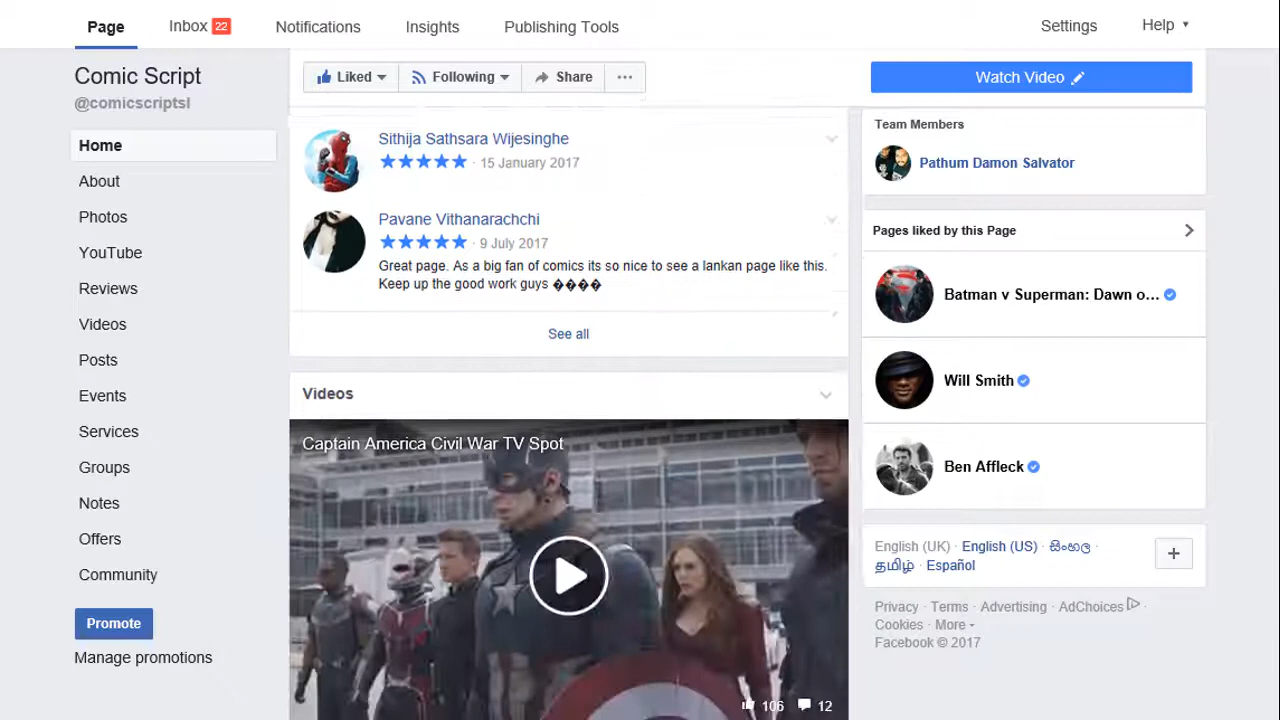 Page Inbox 22 Notifications Insights Publishing Tools Settings Help
Comic Script
@comicscriptsl
Home
About
Photos
YouTube
Reviews
Videos
Posts
Events
Services
Groups
Notes
Offers
Community
Promote
Manage promotions
Liked Following Share ...
Watch Video
Sithija Sathsara Wijesinghe
★★★★★ · 15 January 2017
Pavane Vithanarachchi
★★★★★ · 9 July 2017
Great page. As a big fan of comics its so nice to see a lankan page like this.
Keep up the good work guys ����
See all
Videos
Captain America Civil War TV Spot
106 12
Team Members
Pathum Damon Salvator
Pages liked by this Page
Batman v Superman: Dawn o...
Will Smith
Ben Affleck
English (UK) · English (US) · සිංහල ·
தமிழ் · Español
Privacy · Terms · Advertising · AdChoices ·
Cookies · More
Facebook © 2017